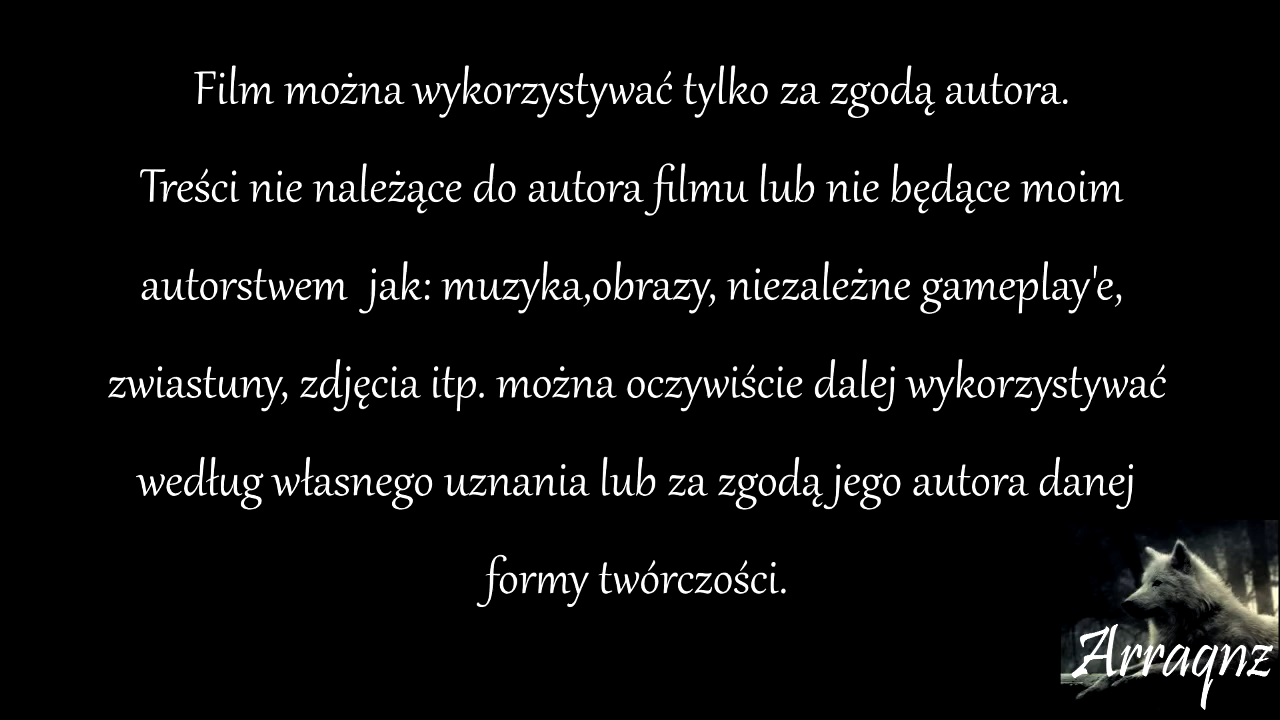 Film można wykorzystywać tylko za zgodą autora.
Treści nie należące do autora filmu lub nie będące moim
autorstwem  jak: muzyka,obrazy, niezależne gameplay'e,
zwiastuny, zdjęcia itp. można oczywiście dalej wykorzystywać
według własnego uznania lub za zgodą jego autora danej
formy twórczości.
Arraqnz